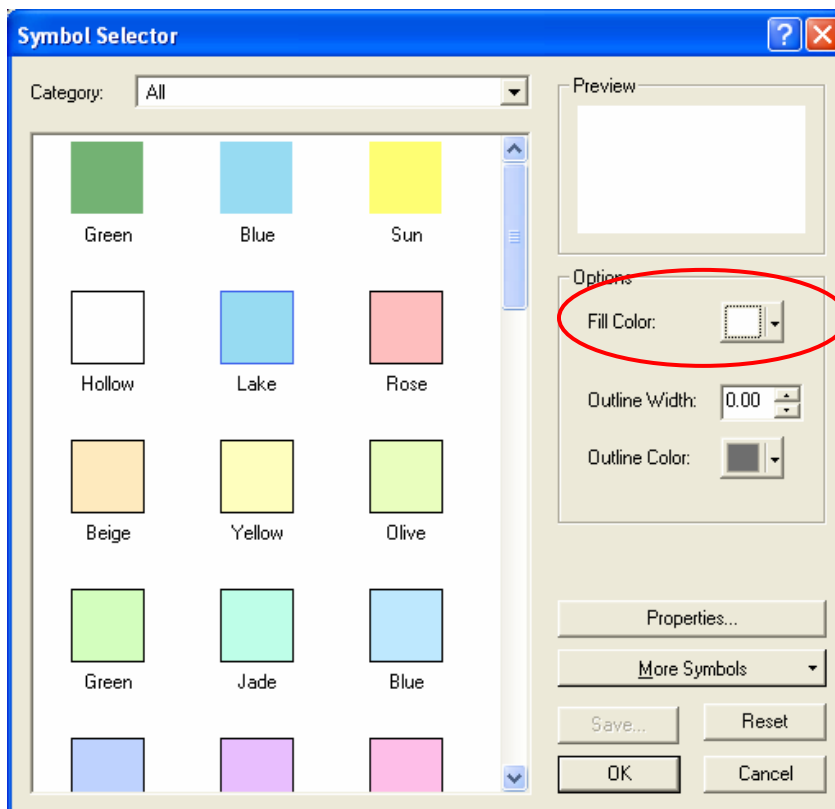 Symbol Selector
Category: All
Green Blue Sun
Hollow Lake Rose
Beige Yellow Olive
Green Jade Blue
Preview
Options
Fill Color:
Outline Width: 0.00
Outline Color:
Properties...
More Symbols
Save... Reset
OK Cancel